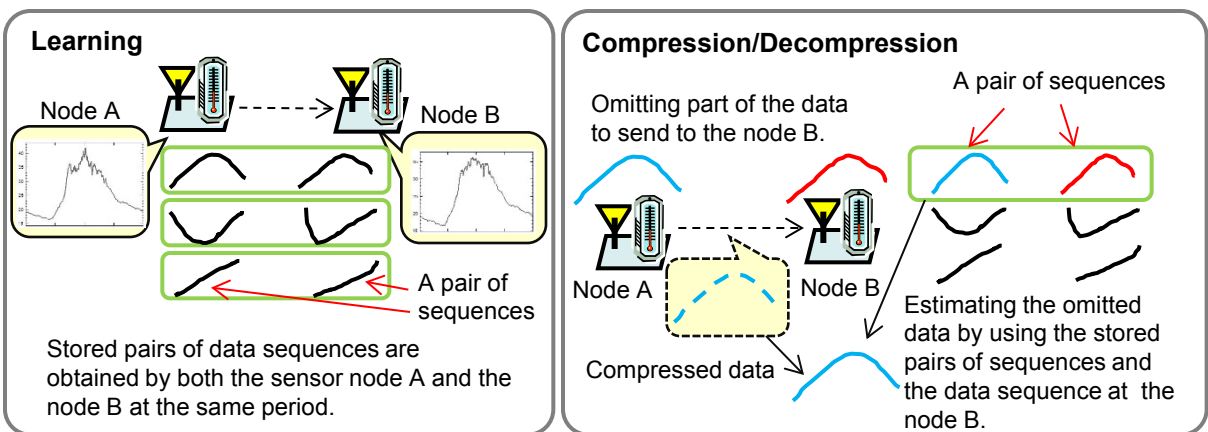 Learning
Node A
Node B
A pair of
sequences
Stored pairs of data sequences are
obtained by both the sensor node A and the
node B at the same period.
Compression/Decompression
A pair of sequences
Omitting part of the data
to send to the node B.
Node A
Node B
Compressed data
Estimating the omitted
data by using the stored
pairs of sequences and
the data sequence at the
node B.